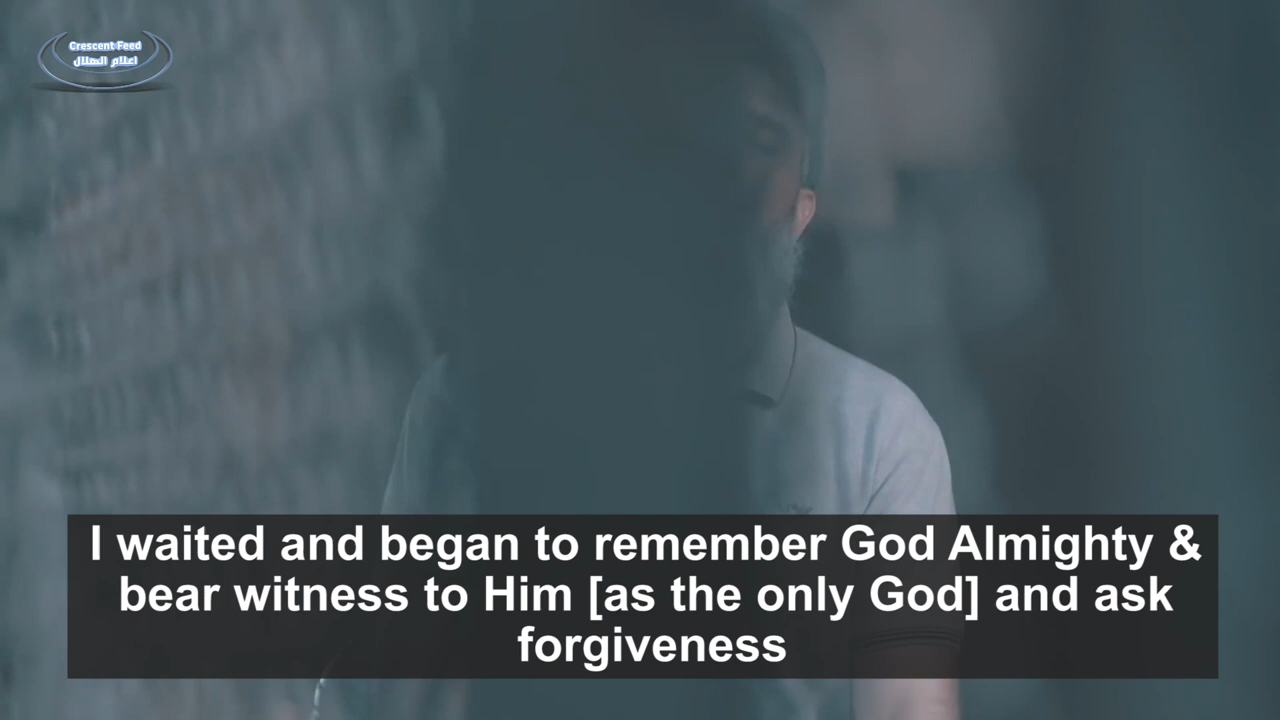 Crescent Feed
اعلام الهلال
I waited and began to remember God Almighty &
bear witness to Him [as the only God] and ask
forgiveness